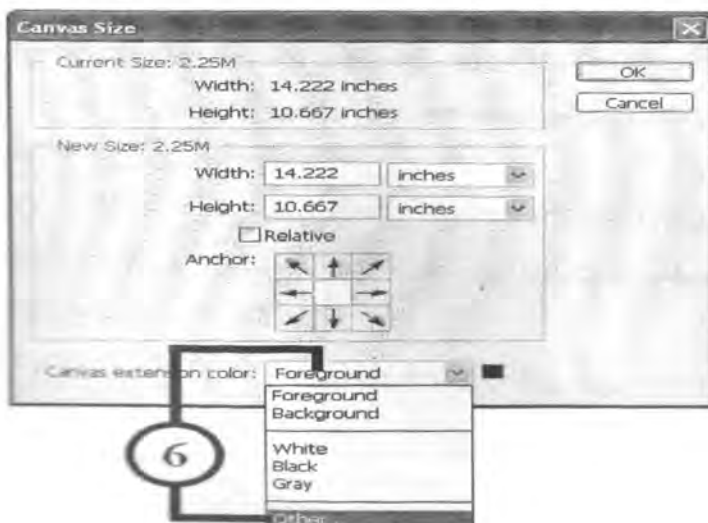 Canvas Size
Current Size: 2.25M
OK
Width: 14.222 inches
Cancel
Height: 10.667 inches
New Size: 2.25M
Width: 14.222 inches
Height: 10.667 inches
Relative
Anchor:
Canvas extension color: Foreground
Foreground
Background
White
6
Black
Gray
Other...